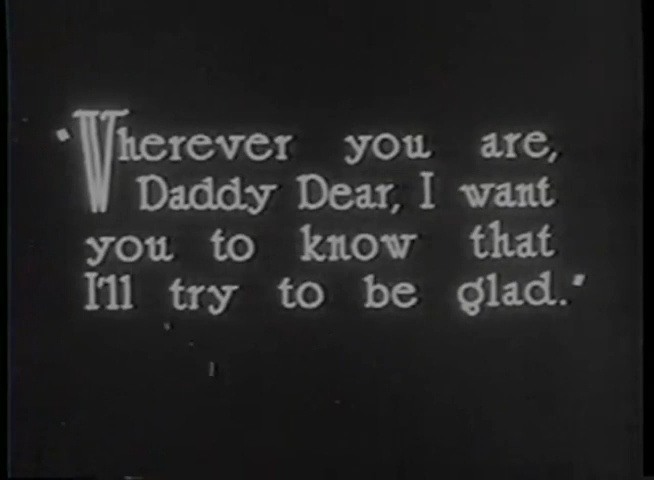 "Wherever you are,
Daddy Dear, I want
you to know that
I'll try to be glad.."